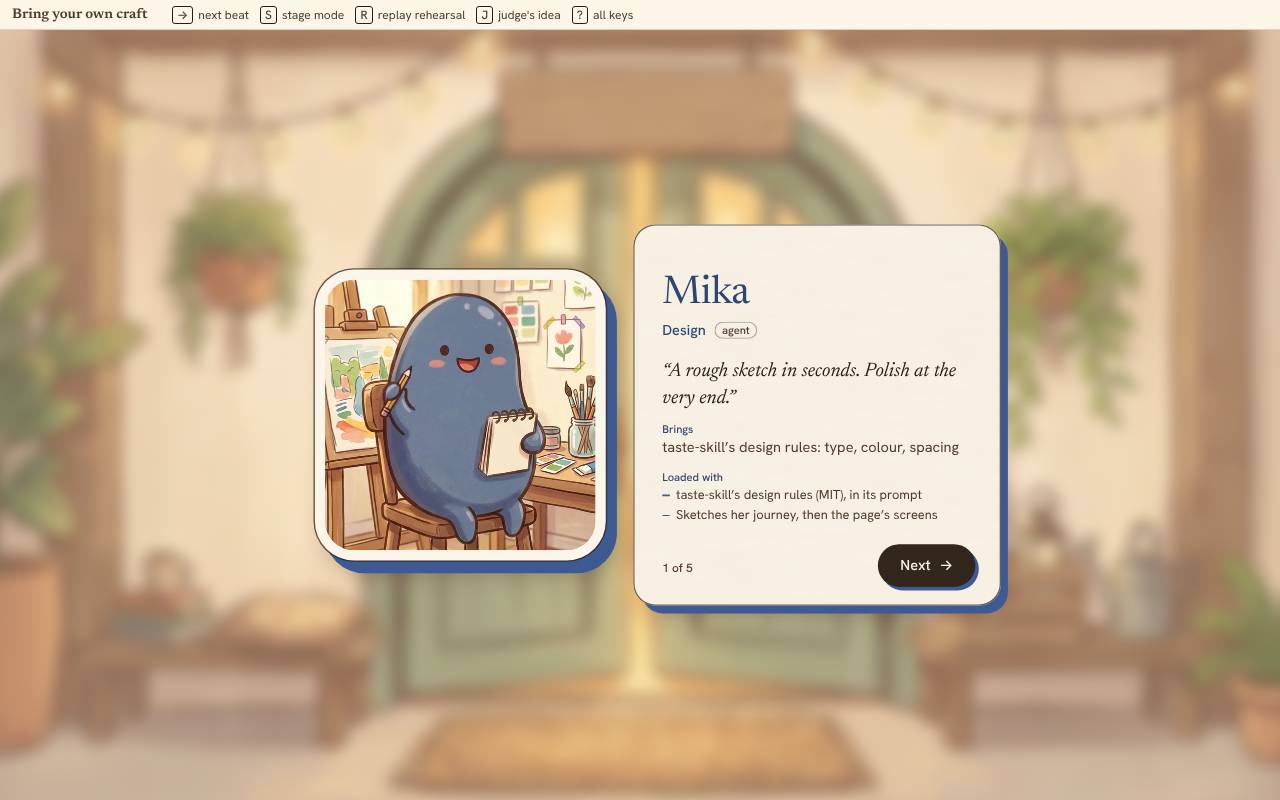 Bring your own craft → next beat S stage mode R replay rehearsal J judge's idea ? all keys
Mika
Design agent
“A rough sketch in seconds. Polish at the
very end.”
Brings
taste-skill’s design rules: type, colour, spacing
Loaded with
– taste-skill’s design rules (MIT), in its prompt
– Sketches her journey, then the page’s screens
1 of 5
Next →